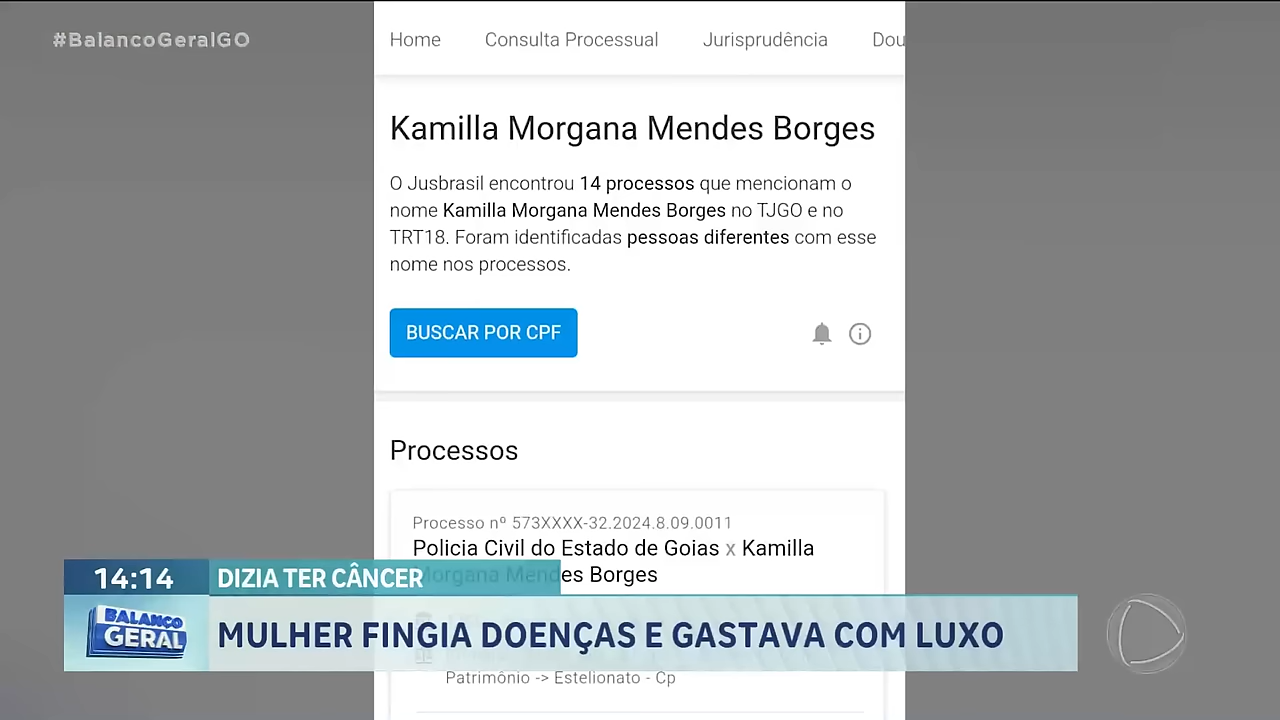 #BalancoGeralGO
Home Consulta Processual Jurisprudência Dou
Kamilla Morgana Mendes Borges
O Jusbrasil encontrou 14 processos que mencionam o
nome Kamilla Morgana Mendes Borges no TJGO e no
TRT18. Foram identificadas pessoas diferentes com esse
nome nos processos.
BUSCAR POR CPF
Processos
Processo nº 573XXXX-32.2024.8.09.0011
Policia Civil do Estado de Goias x Kamilla
Morgana Mendes Borges
14:14 DIZIA TER CÂNCER
BALANÇO
GERAL
MULHER FINGIA DOENÇAS E GASTAVA COM LUXO
Patrimônio -> Estelionato - Cp